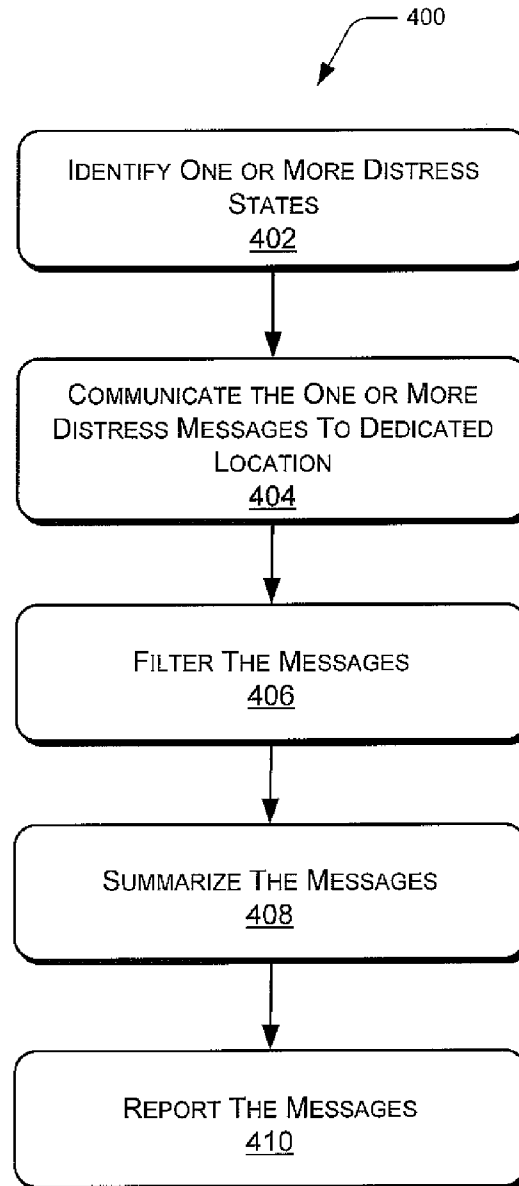 400
IDENTIFY ONE OR MORE DISTRESS
STATES
402
COMMUNICATE THE ONE OR MORE
DISTRESS MESSAGES TO DEDICATED
LOCATION
404
FILTER THE MESSAGES
406
SUMMARIZE THE MESSAGES
408
REPORT THE MESSAGES
410